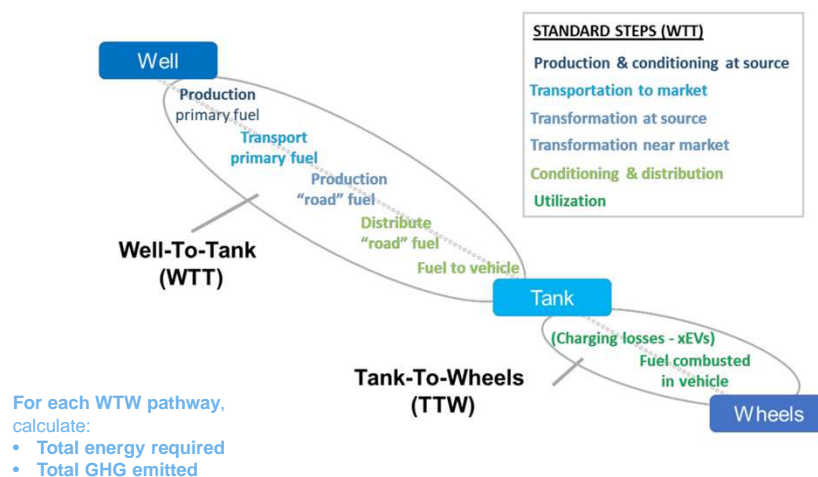 Well
Production
primary fuel
Transport
primary fuel
Production
“road” fuel
Distribute
“road” fuel
Fuel to vehicle
Well-To-Tank
(WTT)
Tank
(Charging losses - xEVs)
Fuel combusted
in vehicle
Tank-To-Wheels
(TTW)
Wheels
STANDARD STEPS (WTT)
Production & conditioning at source
Transportation to market
Transformation at source
Transformation near market
Conditioning & distribution
Utilization
For each WTW pathway,
calculate:
• Total energy required
• Total GHG emitted